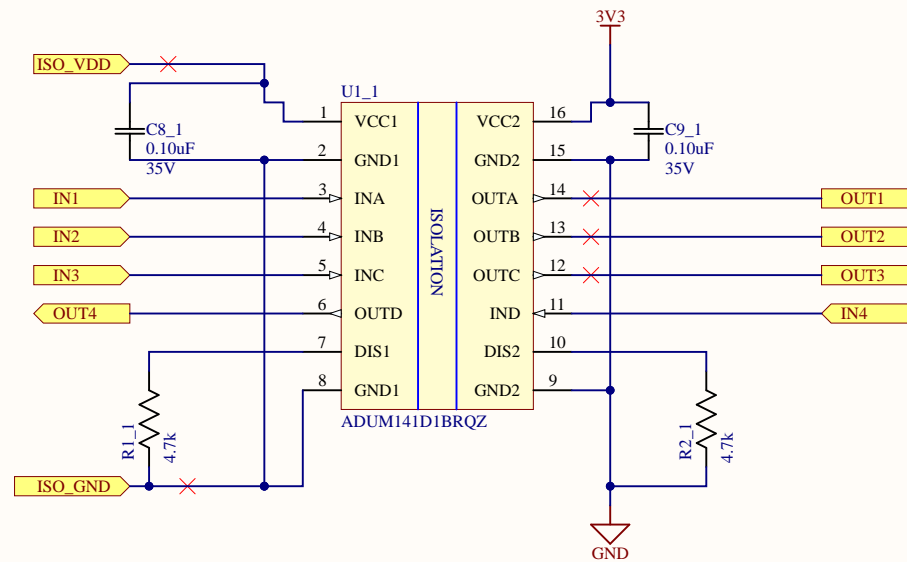 3V3
ISO_VDD
U1_1
1
VCC1
VCC2
16
C8_1
0.10uF
35V
C9_1
0.10uF
35V
2
GND1
GND2
15
IN1
3
INA
OUTA
14
OUT1
IN2
4
INB
OUTB
13
OUT2
IN3
5
INC
OUTC
12
OUT3
OUT4
6
OUTD
IND
11
IN4
7
DIS1
DIS2
10
8
GND1
GND2
9
ISOLATION
ADUM141D1BRQZ
R1_1
4.7k
R2_1
4.7k
ISO_GND
GND